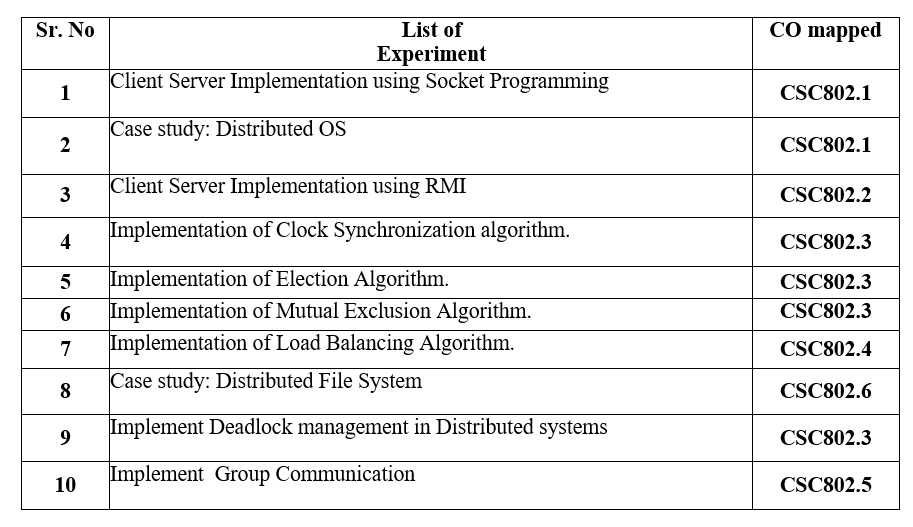 Sr. No List of CO mapped
Experiment
1 Client Server Implementation using Socket Programming CSC802.1
2 Case study: Distributed OS CSC802.1
3 Client Server Implementation using RMI CSC802.2
4 Implementation of Clock Synchronization algorithm. CSC802.3
5 Implementation of Election Algorithm. CSC802.3
6 Implementation of Mutual Exclusion Algorithm. CSC802.3
7 Implementation of Load Balancing Algorithm. CSC802.4
8 Case study: Distributed File System CSC802.6
9 Implement Deadlock management in Distributed systems CSC802.3
10 Implement  Group Communication CSC802.5